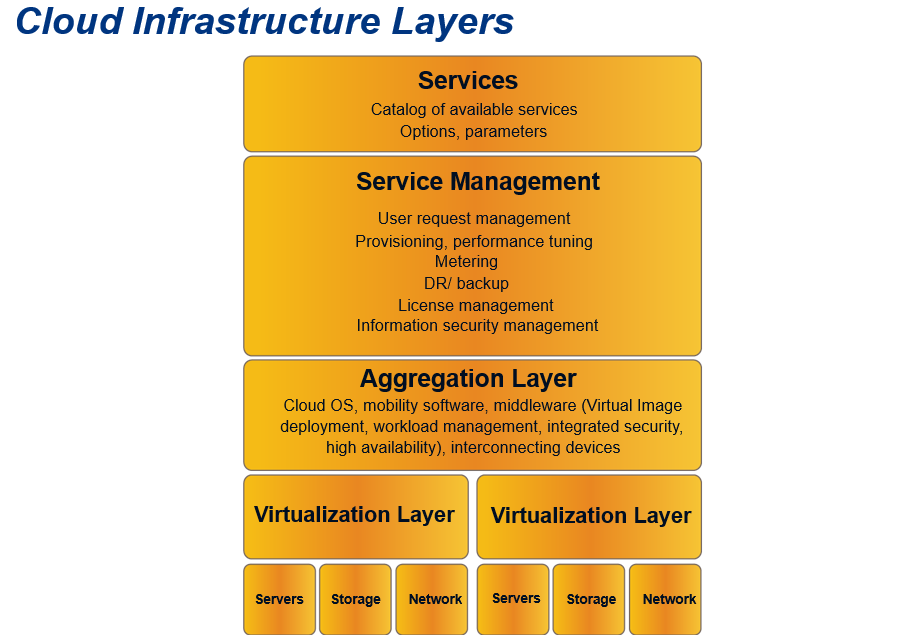 Cloud Infrastructure Layers
Services
Catalog of available services
Options, parameters
Service Management
User request management
Provisioning, performance tuning
Metering
DR/ backup
License management
Information security management
Aggregation Layer
Cloud OS, mobility software, middleware (Virtual Image
deployment, workload management, integrated security,
high availability), interconnecting devices
Virtualization Layer
Virtualization Layer
Servers
Storage
Network
Servers
Storage
Network